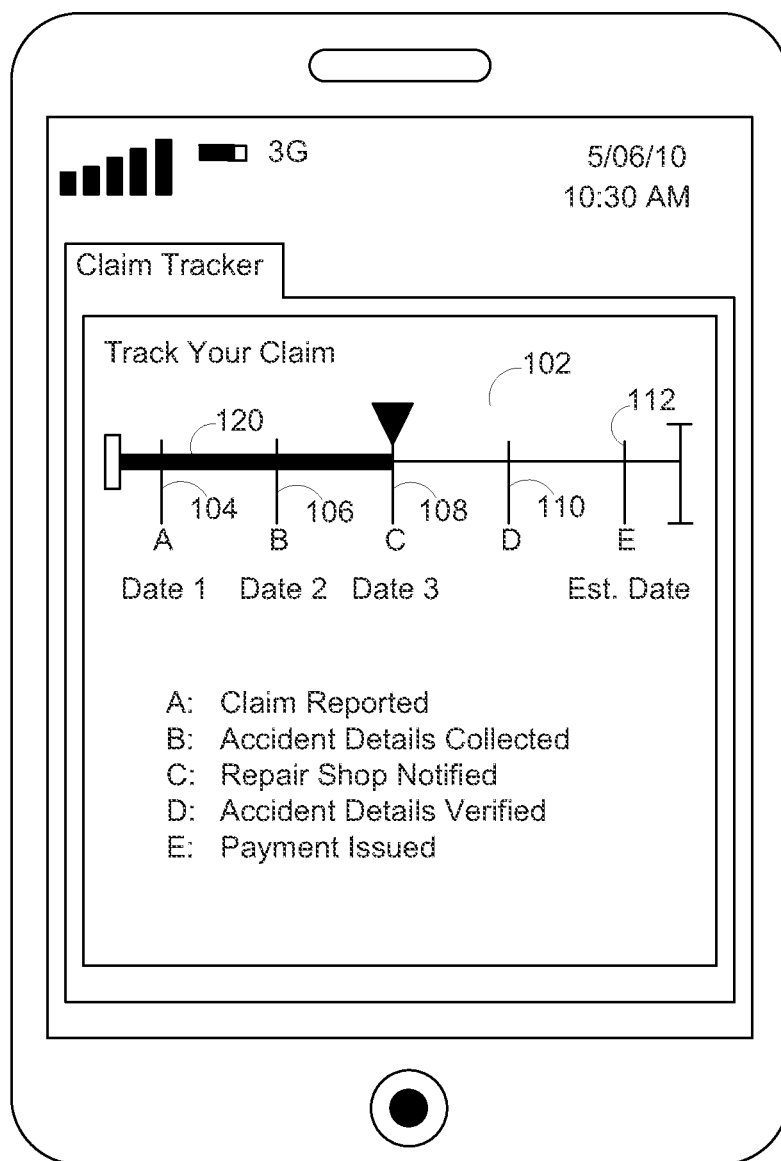 3G 5/06/10
10:30 AM
Claim Tracker
Track Your Claim
102
112
120
104 106 108 110
A B C D E
Date 1 Date 2 Date 3 Est. Date
A: Claim Reported
B: Accident Details Collected
C: Repair Shop Notified
D: Accident Details Verified
E: Payment Issued